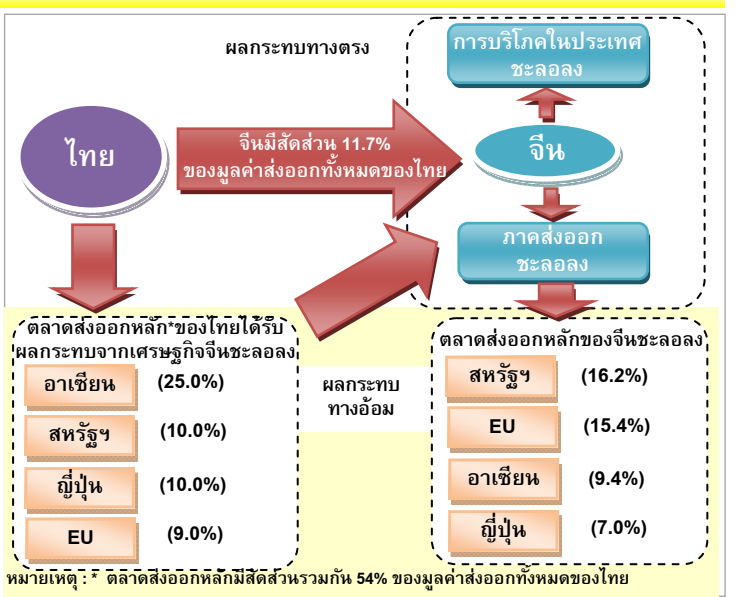 ผลกระทบทางตรง
การบริโภคในประเทศ
ชะลอลง
ไทย
จีนมีสัดส่วน 11.7%
ของมูลค่าส่งออกทั้งหมดของไทย
จีน
ภาคส่งออก
ชะลอลง
ตลาดส่งออกหลัก*ของไทยได้รับ
ผลกระทบจากเศรษฐกิจจีนชะลอลง
อาเซียน (25.0%)
สหรัฐฯ (10.0%)
ญี่ปุ่น (10.0%)
EU (9.0%)
ผลกระทบ
ทางอ้อม
ตลาดส่งออกหลักของจีนชะลอลง
สหรัฐฯ (16.2%)
EU (15.4%)
อาเซียน (9.4%)
ญี่ปุ่น (7.0%)
หมายเหตุ : * ตลาดส่งออกหลักมีสัดส่วนรวมกัน 54% ของมูลค่าส่งออกทั้งหมดของไทย